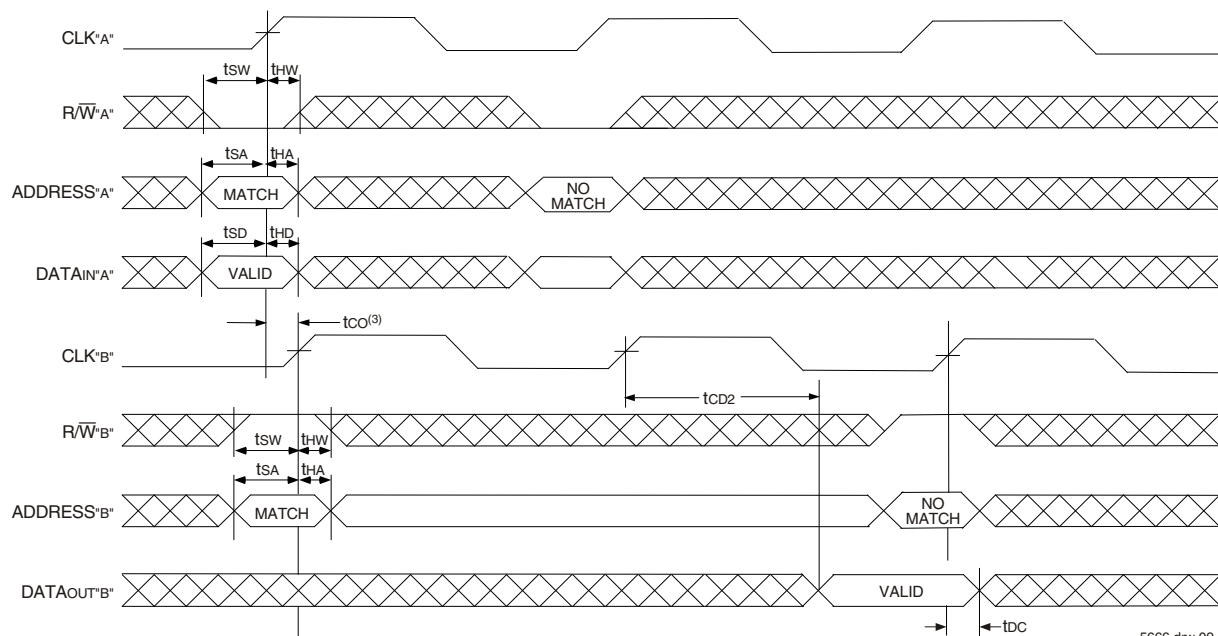 CLK"A"
tSW tHW
R/W̅"A"
tSA tHA
ADDRESS"A" MATCH NO MATCH
tSD tHD
DATAIN"A" VALID
tCO(3)
CLK"B"
tCD2
R/W̅"B"
tSW tHW
tSA tHA
ADDRESS"B" MATCH NO MATCH
DATAOUT"B" VALID
tDC